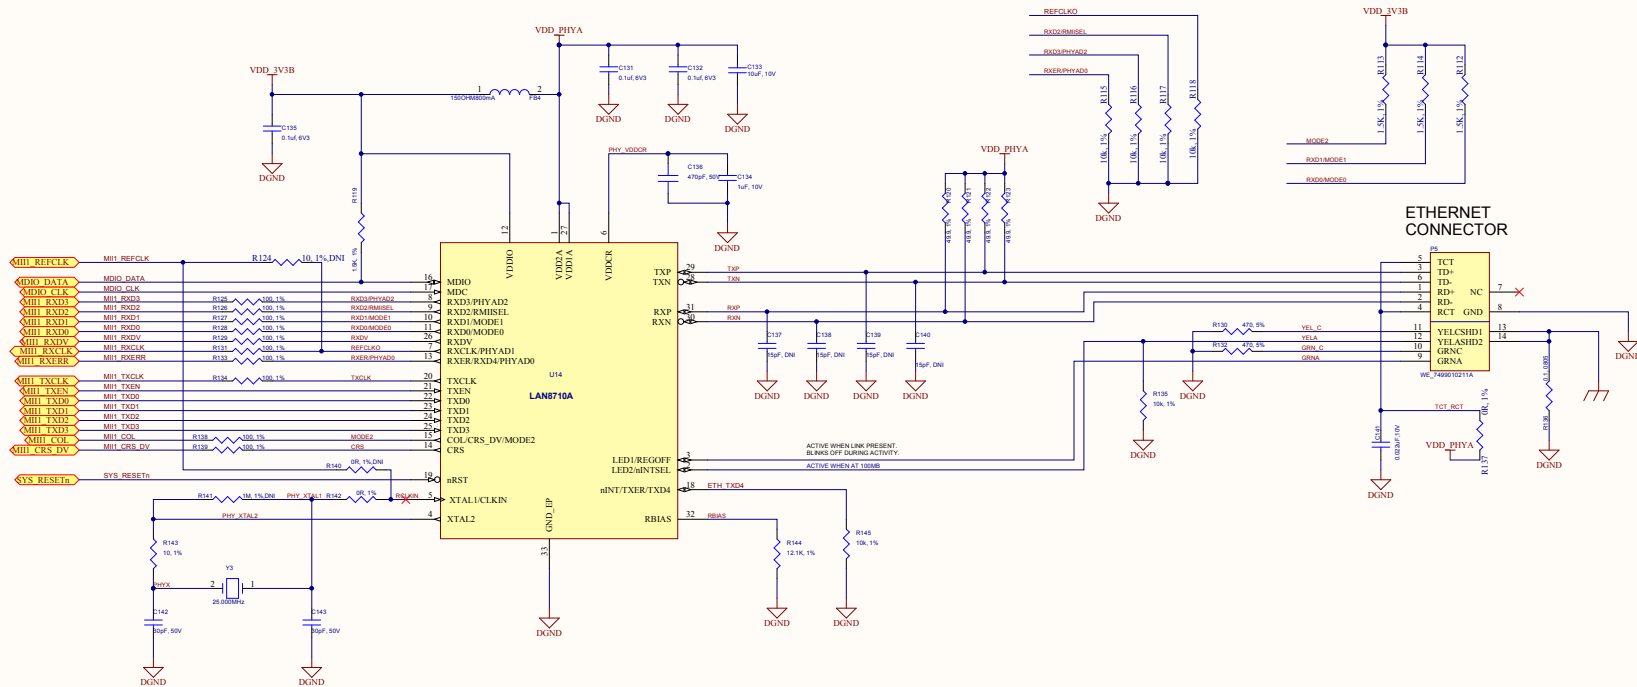 REFCLKO
RXD2/RMIISEL
RXD3/PHYAD2
RXER/PHYAD0
R115
R116
R117
R118
10k, 1%
10k, 1%
10k, 1%
10k, 1%
DGND
VDD_3V3B
R113
R114
R112
1.5K, 1%
1.5K, 1%
1.5K, 1%
MODE2
RXD1/MODE1
RXD0/MODE0
VDD_PHYA
C131
0.1uf, 6V3
C132
0.1uf, 6V3
C133
10uF, 10V
DGND
DGND
DGND
VDD_3V3B
1
2
150OHM800mA
FB4
C135
0.1uf, 6V3
DGND
R119
1.5K, 1%
PHY_VDDCR
C136
470pF, 50V
C134
1uF, 10V
DGND
VDD_PHYA
R120
R121
R122
R123
49.9, 1%
49.9, 1%
49.9, 1%
49.9, 1%
ETHERNET
CONNECTOR
P5
5 TCT
3 TD+
6 TD-
1 RD+
2 RD-
4 RCT
NC 7
GND 8
11 YELC
12 YELA
10 GRNC
9 GRNA
SHD1 13
SHD2 14
WE_7499010211A
DGND
12
1
27
6
VDDIO
VDD2A
VDD1A
VDDCR
MII1_REFCLK MII1_REFCLK R124 10, 1%,DNI
MDIO_DATA MDIO_DATA 16 MDIO
MDIO_CLK MDIO_CLK 17 MDC
MII1_RXD3 MII1_RXD3 R125 100, 1% RXD3/PHYAD2 8 RXD3/PHYAD2
MII1_RXD2 MII1_RXD2 R126 100, 1% RXD2/RMIISEL 9 RXD2/RMIISEL
MII1_RXD1 MII1_RXD1 R127 100, 1% RXD1/MODE1 10 RXD1/MODE1
MII1_RXD0 MII1_RXD0 R128 100, 1% RXD0/MODE0 11 RXD0/MODE0
MII1_RXDV MII1_RXDV R129 100, 1% RXDV 26 RXDV
MII1_RXCLK MII1_RXCLK R131 100, 1% REFCLKO 7 RXCLK/PHYAD1
MII1_RXERR MII1_RXERR R133 100, 1% RXER/PHYAD0 13 RXER/RXD4/PHYAD0
MII1_TXCLK MII1_TXCLK R134 100, 1% TXCLK 20 TXCLK
MII1_TXEN MII1_TXEN 21 TXEN
MII1_TXD0 MII1_TXD0 22 TXD0
MII1_TXD1 MII1_TXD1 23 TXD1
MII1_TXD2 MII1_TXD2 24 TXD2
MII1_TXD3 MII1_TXD3 25 TXD3
MII1_COL MII1_COL R138 100, 1% MODE2 15 COL/CRS_DV/MODE2
MII1_CRS_DV MII1_CRS_DV R139 100, 1% CRS 14 CRS
R140 0R, 1%,DNI
SYS_RESETn SYS_RESETn 19 nRST
R141 1M, 1%,DNI PHY_XTAL1 R142 0R, 1% RCLKIN 5 XTAL1/CLKIN
PHY_XTAL2 4 XTAL2
U14
LAN8710A
GND_EP
33
DGND
TXP 29 TXP
TXN 28 TXN
RXP 31 RXP
RXN 30 RXN
LED1/REGOFF 3
LED2/nINTSEL 2
nINT/TXER/TXD4 18 ETH_TXD4
RBIAS 32 RBIAS
C137
15pF, DNI
C138
15pF, DNI
C139
15pF, DNI
C140
15pF, DNI
DGND
DGND
DGND
DGND
ACTIVE WHEN LINK PRESENT.
BLINKS OFF DURING ACTIVITY.
ACTIVE WHEN AT 100MB
R130 470, 5% YEL_C
YELA
R132 470, 5% GRN_C
GRNA
DGND
R135
10k, 1%
DGND
TCT_RCT
C141
0.022uF,10V
DGND
0R, 1%
R137
VDD_PHYA
0.1, 0805
R136
DGND
R143
10, 1%
PHYX
Y3
2
1
25.000MHz
C142
30pF, 50V
C143
30pF, 50V
DGND
DGND
R144
12.1K, 1%
R145
10k, 1%
DGND
DGND